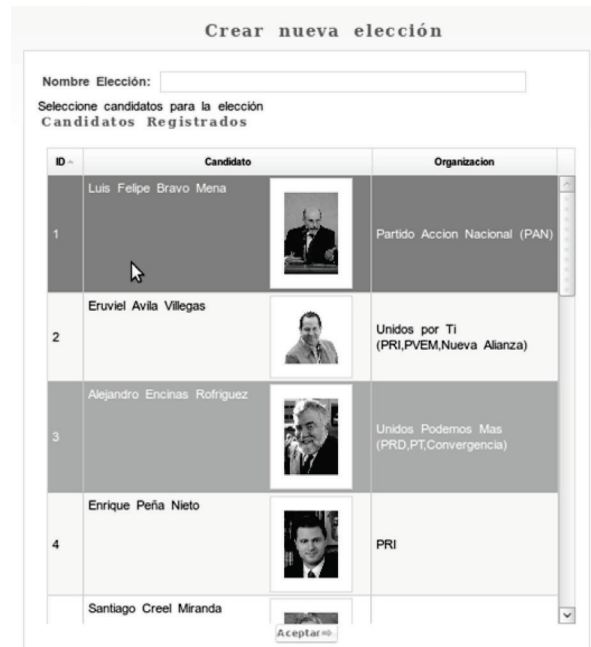 Crear nueva elección
Nombre Elección:
Seleccione candidatos para la elección
Candidatos Registrados
ID Candidato Organizacion
1 Luis Felipe Bravo Mena Partido Accion Nacional (PAN)
2 Eruviel Avila Villegas Unidos por Ti
(PRI,PVEM,Nueva Alianza)
3 Alejandro Encinas Rofriguez Unidos Podemos Mas
(PRD,PT,Convergencia)
4 Enrique Peña Nieto PRI
Santiago Creel Miranda
Aceptar